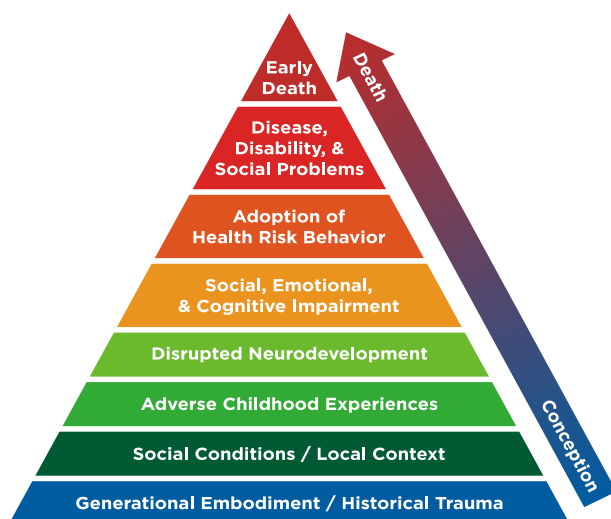 Early
Death
Death
Disease,
Disability, &
Social Problems
Adoption of
Health Risk Behavior
Social, Emotional,
& Cognitive Impairment
Disrupted Neurodevelopment
Adverse Childhood Experiences
Conception
Social Conditions / Local Context
Generational Embodiment / Historical Trauma